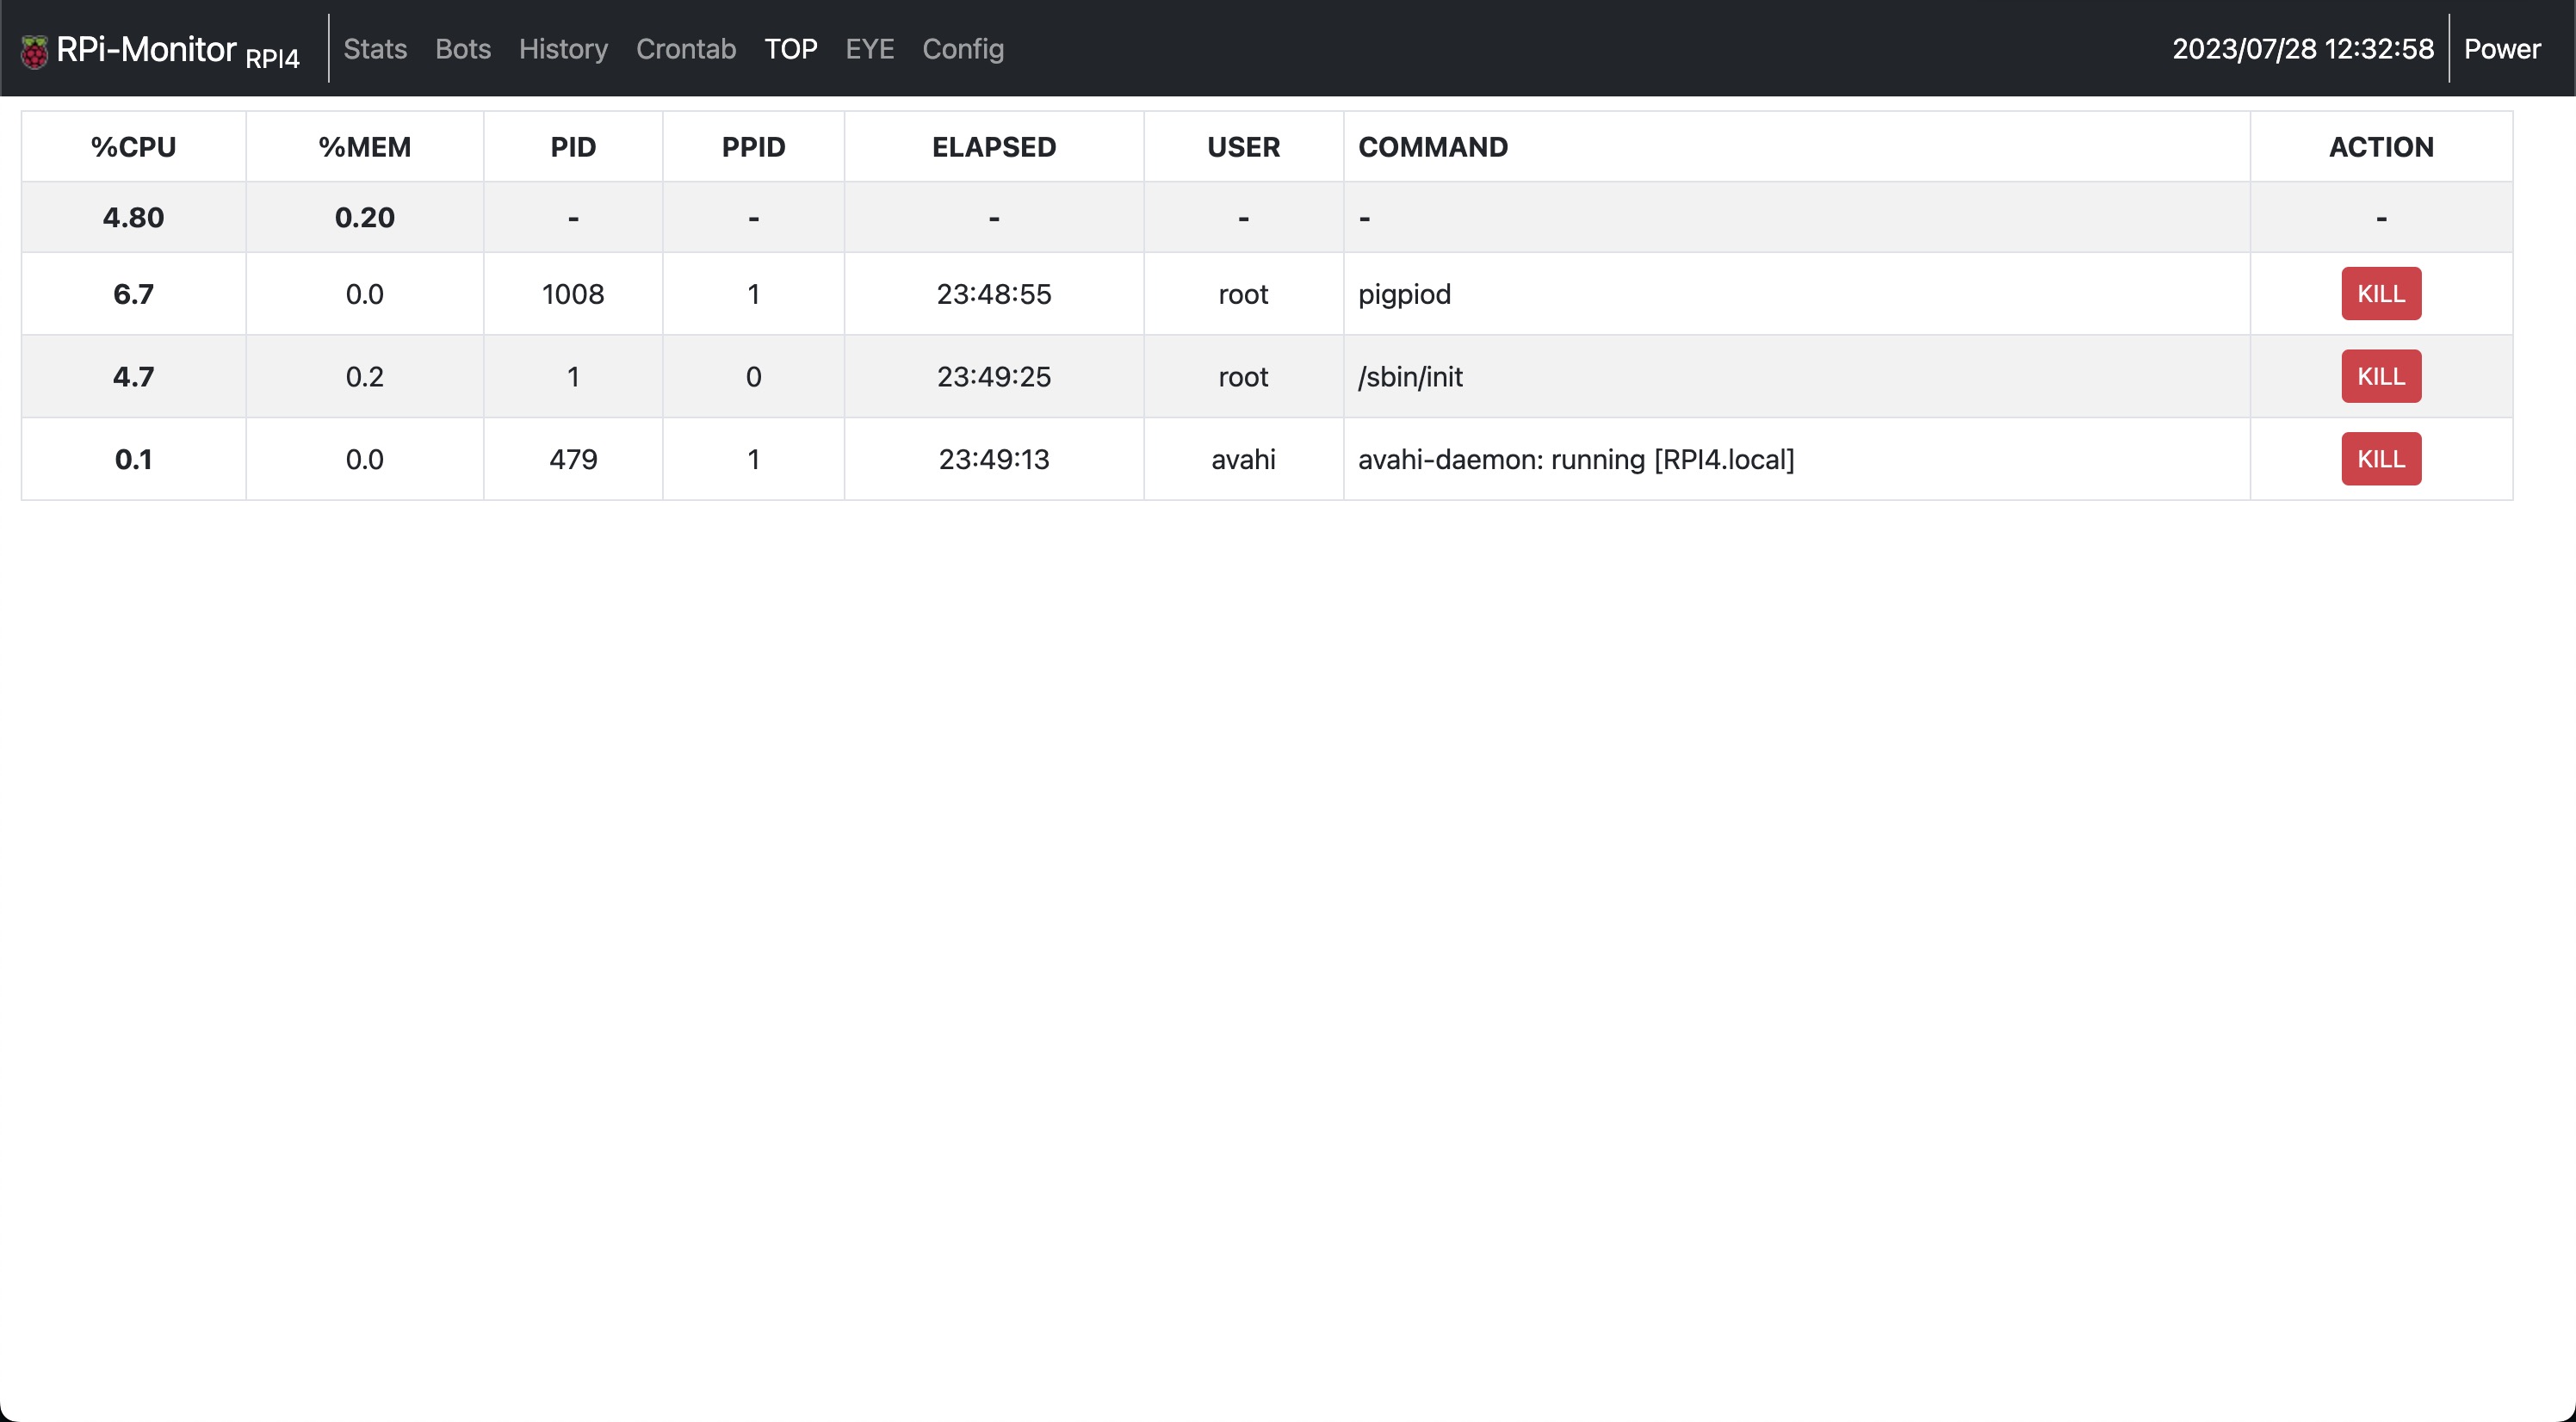 RPi-Monitor RPI4 Stats Bots History Crontab TOP EYE Config 2023/07/28 12:32:58 Power
%CPU %MEM PID PPID ELAPSED USER COMMAND ACTION
4.80 0.20 - - - - - -
6.7 0.0 1008 1 23:48:55 root pigpiod KILL
4.7 0.2 1 0 23:49:25 root /sbin/init KILL
0.1 0.0 479 1 23:49:13 avahi avahi-daemon: running [RPI4.local] KILL